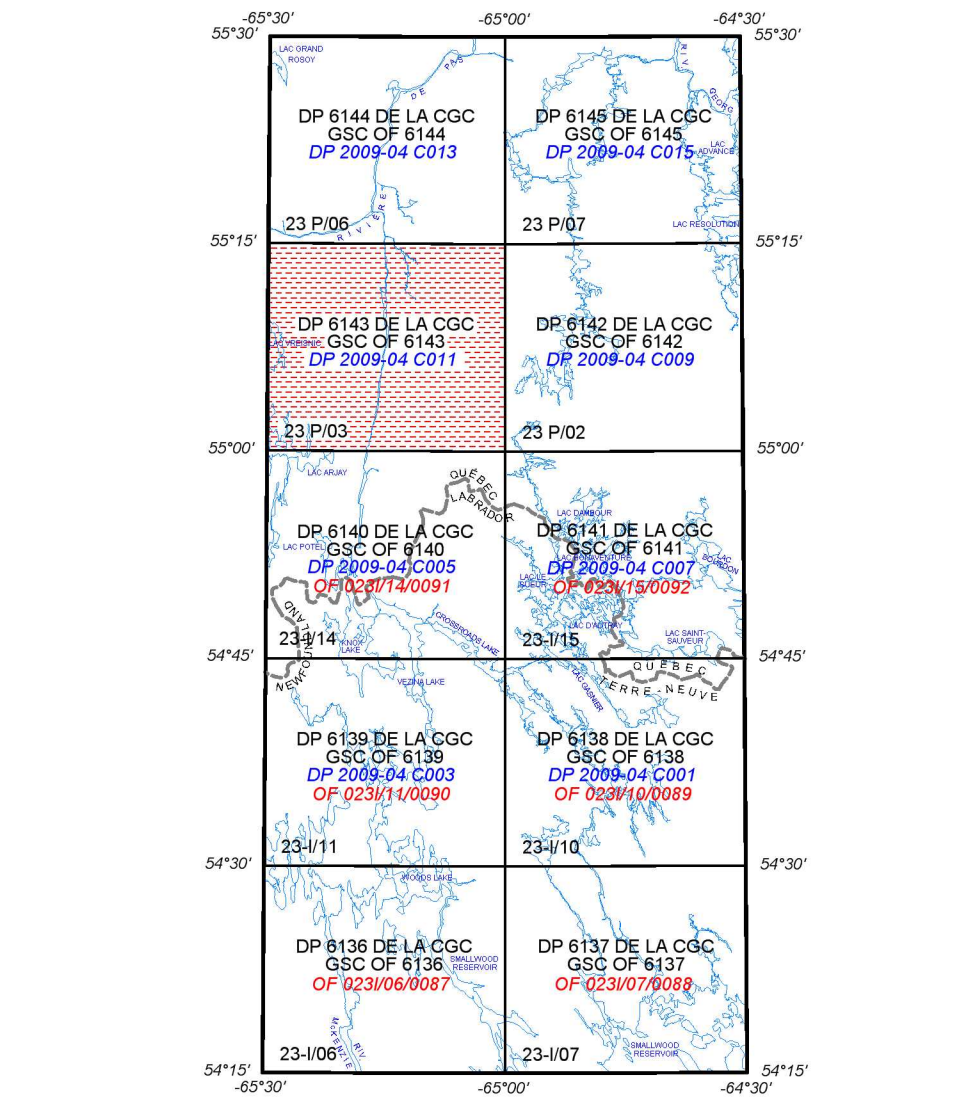 -65°30'
-65°00'
-64°30'
55°30'
55°30'
LAC GRAND
ROSOY
DE PAS
RIV.
GEORG
DP 6144 DE LA CGC
GSC OF 6144
DP 2009-04 C013
DP 6145 DE LA CGC
GSC OF 6145
DP 2009-04 C015
LAC
ADVANCE
RIVIÈRE
LAC RESOLUTION
23 P/06
23 P/07
55°15'
55°15'
DP 6143 DE LA CGC
GSC OF 6143
DP 2009-04 C011
DP 6142 DE LA CGC
GSC OF 6142
DP 2009-04 C009
23 P/03
23 P/02
55°00'
55°00'
LAC ARJAY
QUÉBEC
LABRADOR
LAC DAMBOUR
DP 6140 DE LA CGC
GSC OF 6140
DP 2009-04 C005
OF 023I/14/0091
LAC POTEL
DP 6141 DE LA CGC
GSC OF 6141
DP 2009-04 C007
OF 023I/15/0092
LAC BONAVENTURE
LAC
BOURDON
LAC LE
SUEUR
LAC D'AUTRAY
LAC SAINT-
SAUVEUR
CROSSROADS LAKE
KNOX
LAKE
23-I/14
23-I/15
54°45'
54°45'
NEWFOUNDLAND
QUÉBEC
TERRE-NEUVE
VEZINA LAKE
LAC GASNIER
DP 6139 DE LA CGC
GSC OF 6139
DP 2009-04 C003
OF 023I/11/0090
DP 6138 DE LA CGC
GSC OF 6138
DP 2009-04 C001
OF 023I/10/0089
23-I/11
23-I/10
54°30'
54°30'
WOODS LAKE
DP 6136 DE LA CGC
GSC OF 6136
OF 023I/06/0087
SMALLWOOD
RESERVOIR
DP 6137 DE LA CGC
GSC OF 6137
OF 023I/07/0088
McKENZIE
RIV
SMALLWOOD
RESERVOIR
23-I/06
23-I/07
54°15'
54°15'
-65°30'
-65°00'
-64°30'